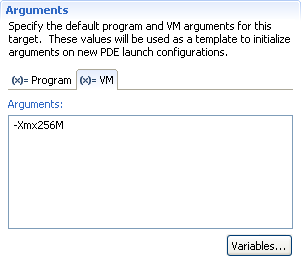 Arguments
Specify the default program and VM arguments for this
target. These values will be used as a template to initialize
arguments on new PDE launch configurations.
(x)= Program (x)= VM
Arguments:
-Xmx256M
Variables...